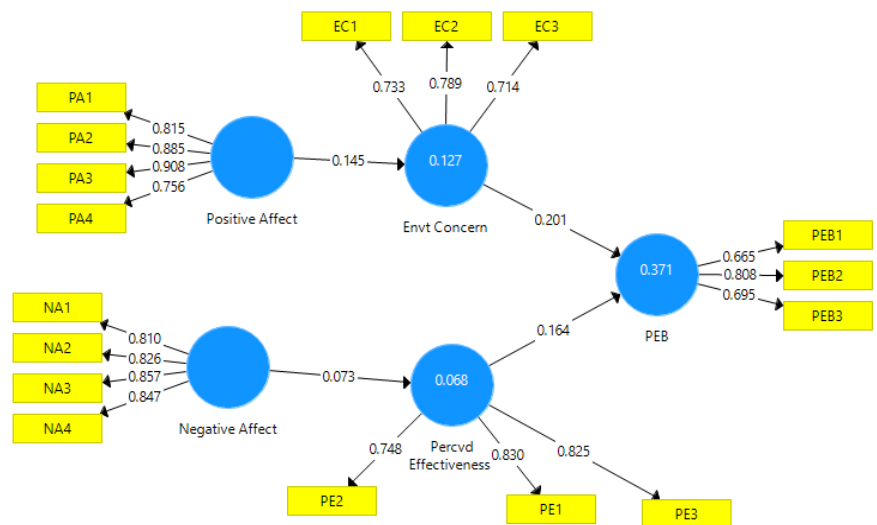 EC1
EC2
EC3
0.733
0.789
0.714
PA1
PA2
PA3
PA4
0.815
0.885
0.908
0.756
Positive Affect
0.145
0.127
Envt Concern
0.201
0.371
PEB
0.665
0.808
0.695
PEB1
PEB2
PEB3
NA1
NA2
NA3
NA4
0.810
0.826
0.857
0.847
Negative Affect
0.073
0.068
Percvd
Effectiveness
0.164
0.748
0.830
0.825
PE2
PE1
PE3